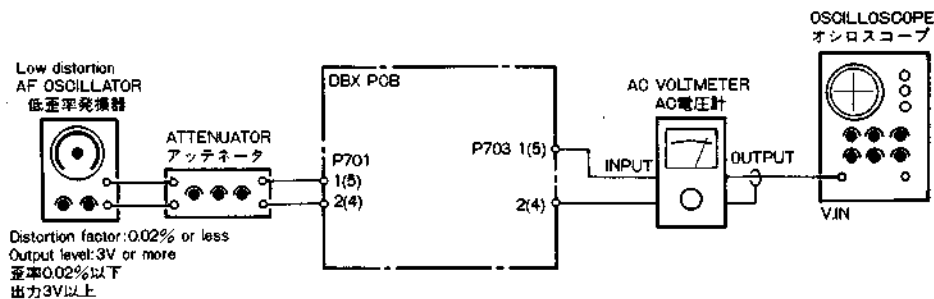 OSCILLOSCOPE
オシロスコープ
Low distortion
AF OSCILLATOR
低歪率発振器
ATTENUATOR
アッテネータ
DBX PCB
P701
1(5)
2(4)
P703 1(5)
2(4)
AC VOLTMETER
AC電圧計
INPUT
OUTPUT
V.IN
Distortion factor:0.02% or less
Output level:3V or more
歪率0.02%以下
出力3V以上